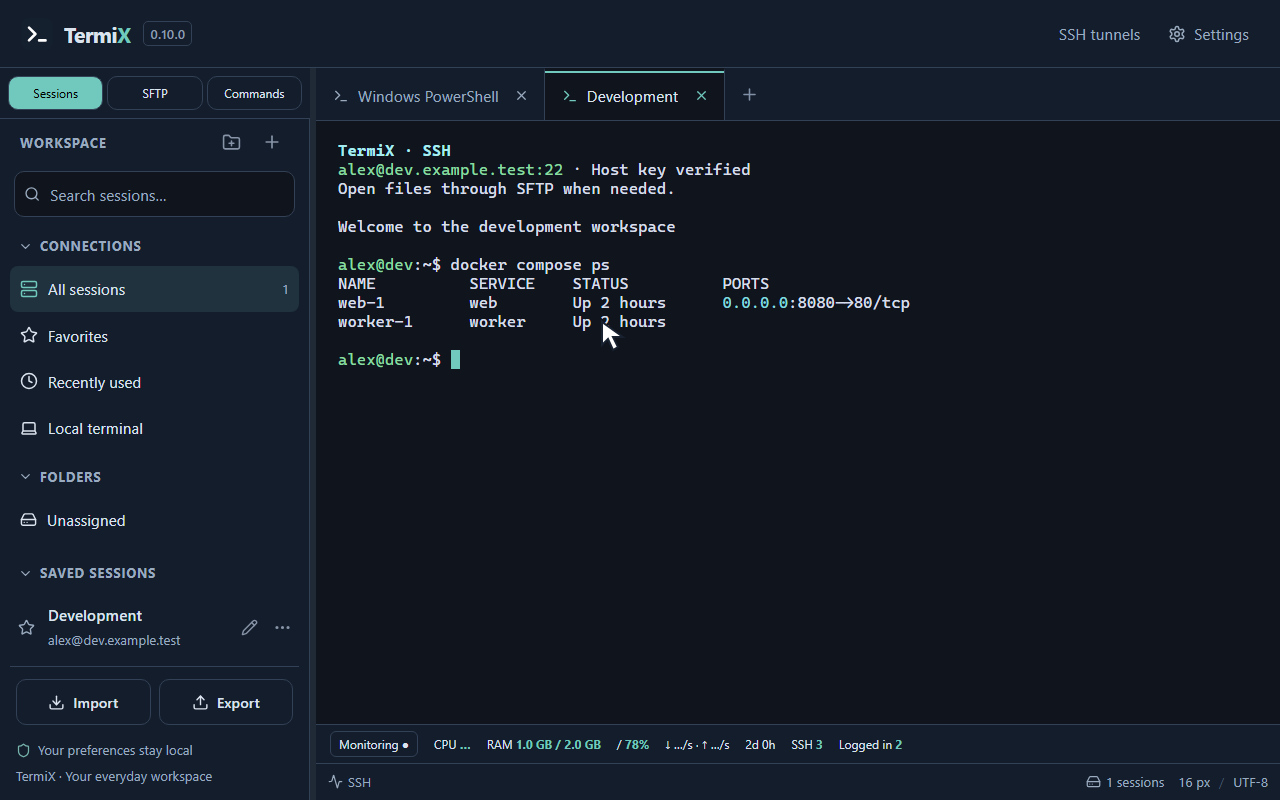 TermiX 0.10.0
SSH tunnels Settings
Sessions SFTP Commands
WORKSPACE
Search sessions...
CONNECTIONS
All sessions 1
Favorites
Recently used
Local terminal
FOLDERS
Unassigned
SAVED SESSIONS
Development
alex@dev.example.test
Import Export
Your preferences stay local
TermiX · Your everyday workspace
Windows PowerShell Development
TermiX · SSH
alex@dev.example.test:22 · Host key verified
Open files through SFTP when needed.
Welcome to the development workspace
alex@dev:~$ docker compose ps
NAME SERVICE STATUS PORTS
web-1 web Up 2 hours 0.0.0.0:8080->80/tcp
worker-1 worker Up 2 hours
alex@dev:~$
Monitoring ● CPU ... RAM 1.0 GB / 2.0 GB / 78% ↓ .../s · ↑ .../s 2d 0h SSH 3 Logged in 2
SSH 1 sessions 16 px / UTF-8